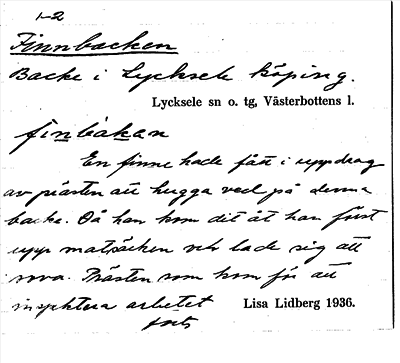 1-2
Finnbacken
Backe i Lycksele köping.
Lycksele sn o. tg, Västerbottens l.
finbakan
En finne hade fått i uppdrag
av prästen att hugga ved på denna
backe. Då han kom dit åt han först
upp matsäcken och lade sig att
sova. Prästen som kom för att
inspektera arbetet
Lisa Lidberg 1936.
forts